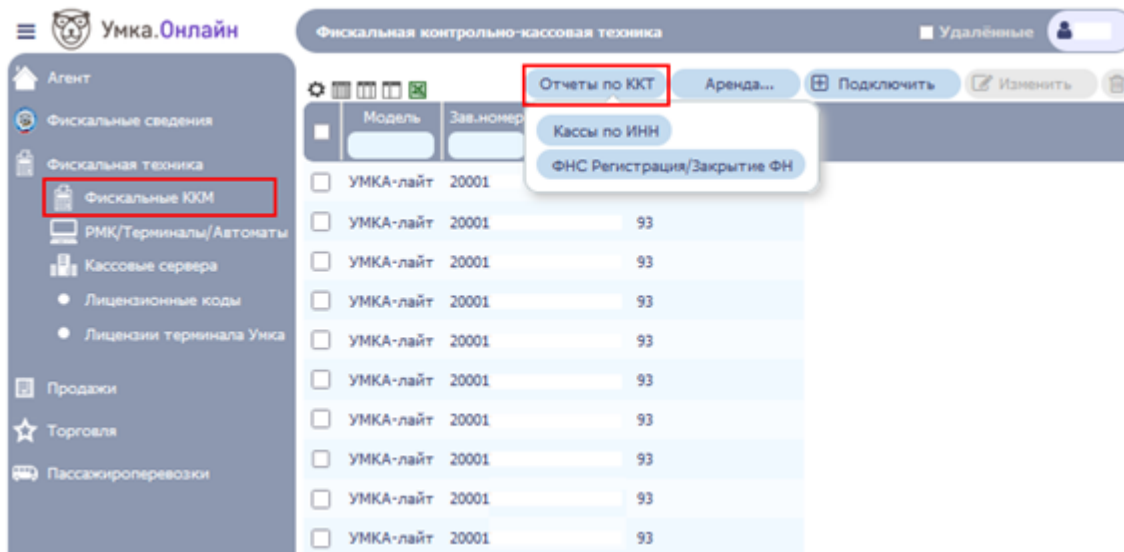 Умка.Онлайн
Фискальная контрольно-кассовая техника
Удалённые
Агент
Фискальные сведения
Фискальная техника
Фискальные ККМ
РМК/Терминалы/Автоматы
Кассовые сервера
Лицензионные коды
Лицензии терминала Умка
Продажи
Торговля
Пассажироперевозки
Отчеты по ККТ
Аренда...
Подключить
Изменить
Кассы по ИНН
ФНС Регистрация/Закрытие ФН
Модель Зав.номер
УМКА-лайт 20001
УМКА-лайт 20001 93
УМКА-лайт 20001 93
УМКА-лайт 20001 93
УМКА-лайт 20001 93
УМКА-лайт 20001 93
УМКА-лайт 20001 93
УМКА-лайт 20001 93
УМКА-лайт 20001 93
УМКА-лайт 20001 93